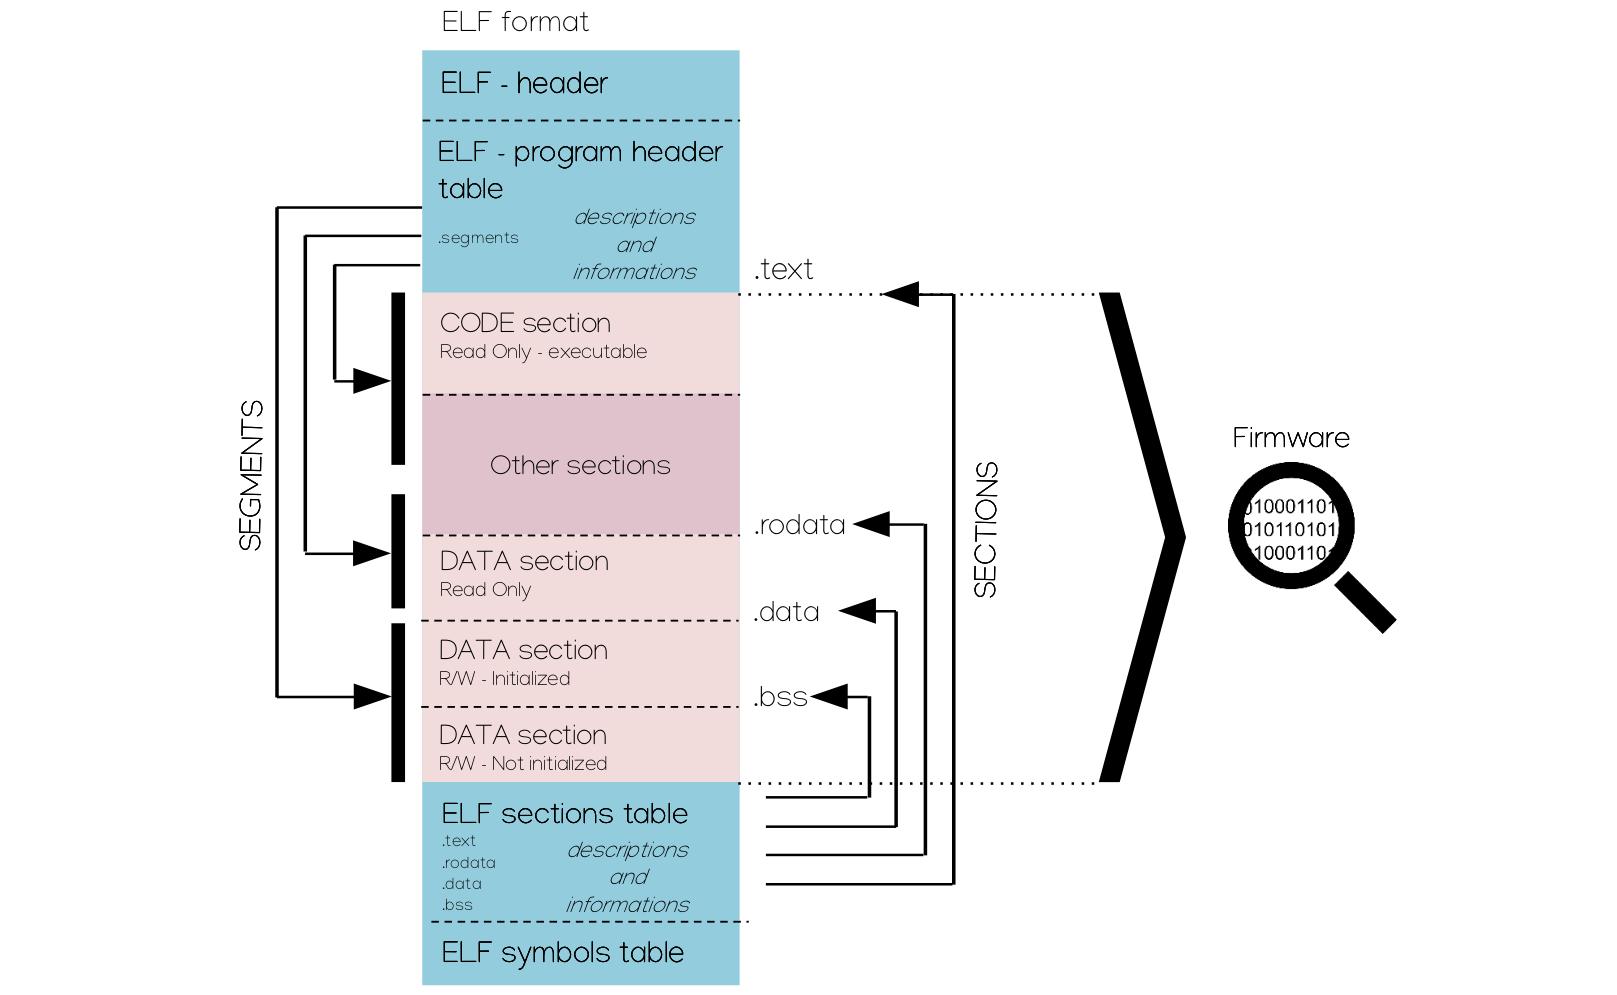 ELF format
ELF - header
ELF - program header
table
.segments
descriptions
and
informations
SEGMENTS
.text
CODE section
Read Only - executable
Other sections
.rodata
DATA section
Read Only
.data
DATA section
R/W - Initialized
.bss
DATA section
R/W - Not initialized
SECTIONS
ELF sections table
.text
.rodata
.data
.bss
descriptions
and
informations
ELF symbols table
Firmware
010001101
010110101
1000110